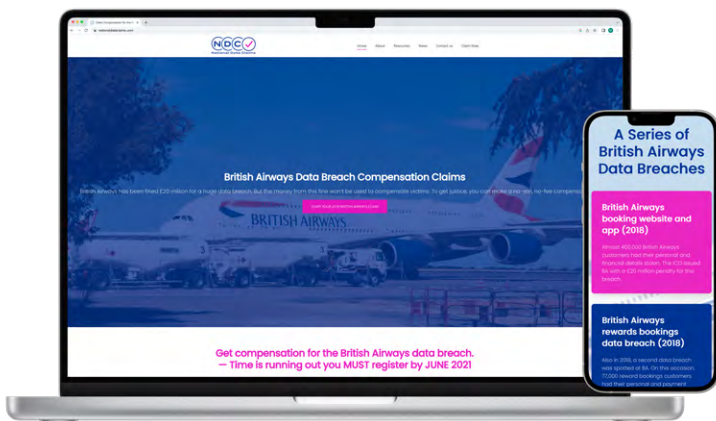 NDC
National Data Claims
Home About Resources News Contact us Client Area
British Airways Data Breach Compensation Claims
British Airways has been fined £20 million for a huge data breach. But the money from this fine won't be used to compensate victims. To get justice, you can make a no-win, no-fee compensation
BRITISH AIRWAYS
3
Get compensation for the British Airways data breach.
— Time is running out you MUST register by JUNE 2021
A Series of
British Airways
Data Breaches
British Airways
booking website and
app (2018)
Almost 400,000 British Airways
customers had their personal and
financial details stolen. The ICO issued
BA with a £20 million penalty for the
breach.
British Airways
rewards bookings
data breach (2018)
Also in 2018, a second data breach
was spotted at BA. On this occasion,
77,000 reward bookings customers
had their personal and payment